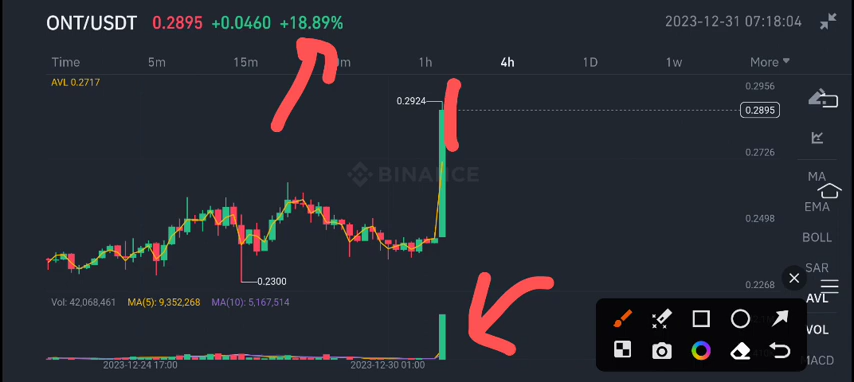 ONT/USDT 0.2895 +0.0460 +18.89% 2023-12-31 07:18:04
Time 5m 15m 1h 4h 1D 1w More
AVL 0.2717
0.2956
0.2924
0.2895
0.2726
BINANCE
MA
EMA
0.2498
BOLL
SAR
0.2300
0.2268
AVL
Vol: 42,068,461 MA(5): 9,352,268 MA(10): 5,167,514
VOL
MACD
2023-12-24 17:00 2023-12-30 01:00